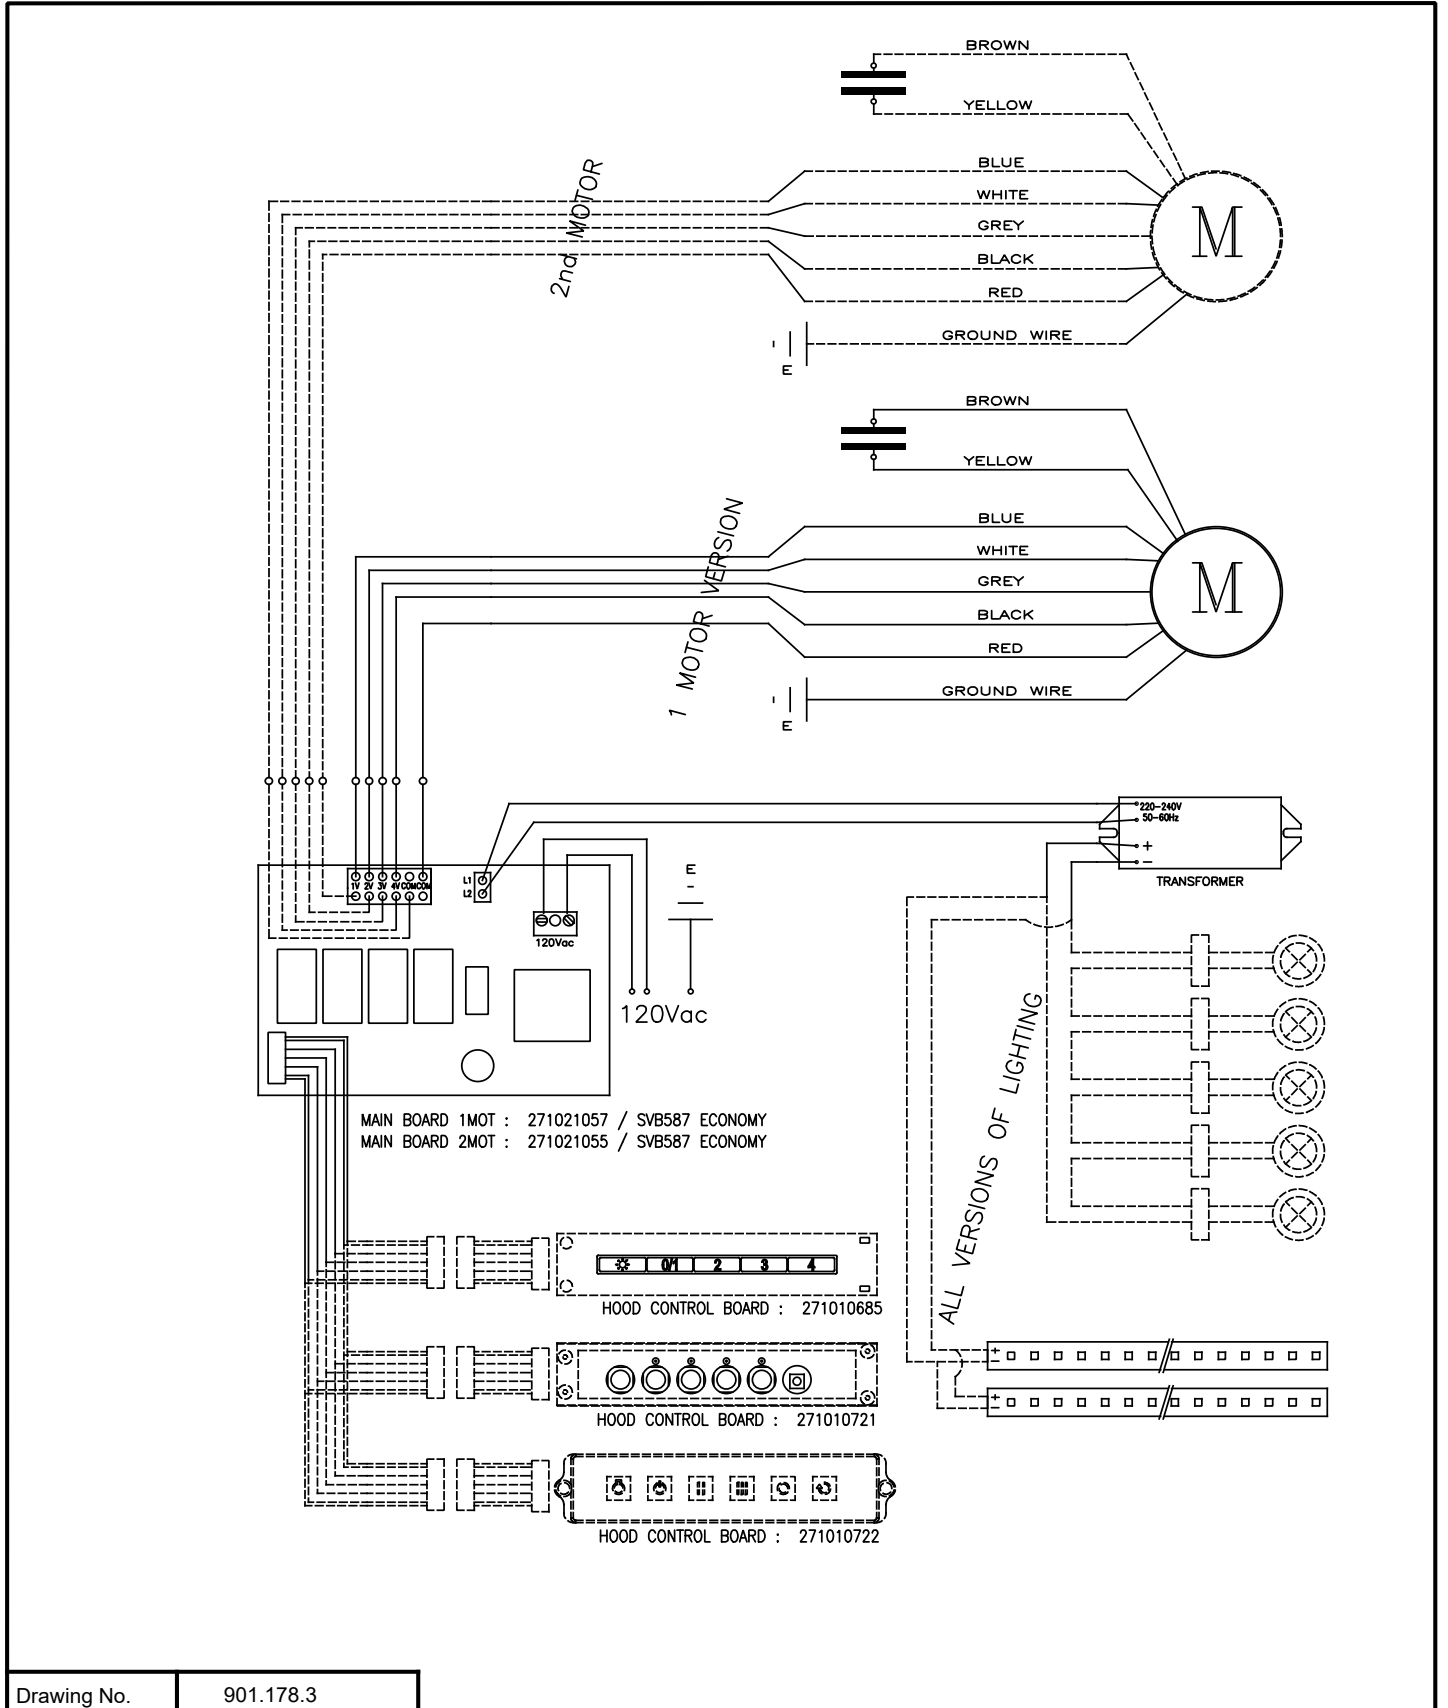 BROWN
YELLOW
BLUE
WHITE
GREY
BLACK
RED
GROUND WIRE
E
M
2nd MOTOR
BROWN
YELLOW
BLUE
WHITE
GREY
BLACK
RED
GROUND WIRE
E
M
1 MOTOR VERSION
220-240V
50-60Hz
+
-
TRANSFORMER
1V 2V 3V 4V COM COM
L1
L2
120Vac
E
120Vac
MAIN BOARD 1MOT : 271021057 / SVB587 ECONOMY
MAIN BOARD 2MOT : 271021055 / SVB587 ECONOMY
ALL VERSIONS OF LIGHTING
0/1 2 3 4
HOOD CONTROL BOARD : 271010685
+
-
HOOD CONTROL BOARD : 271010721
+
-
HOOD CONTROL BOARD : 271010722
Drawing No. 901.178.3